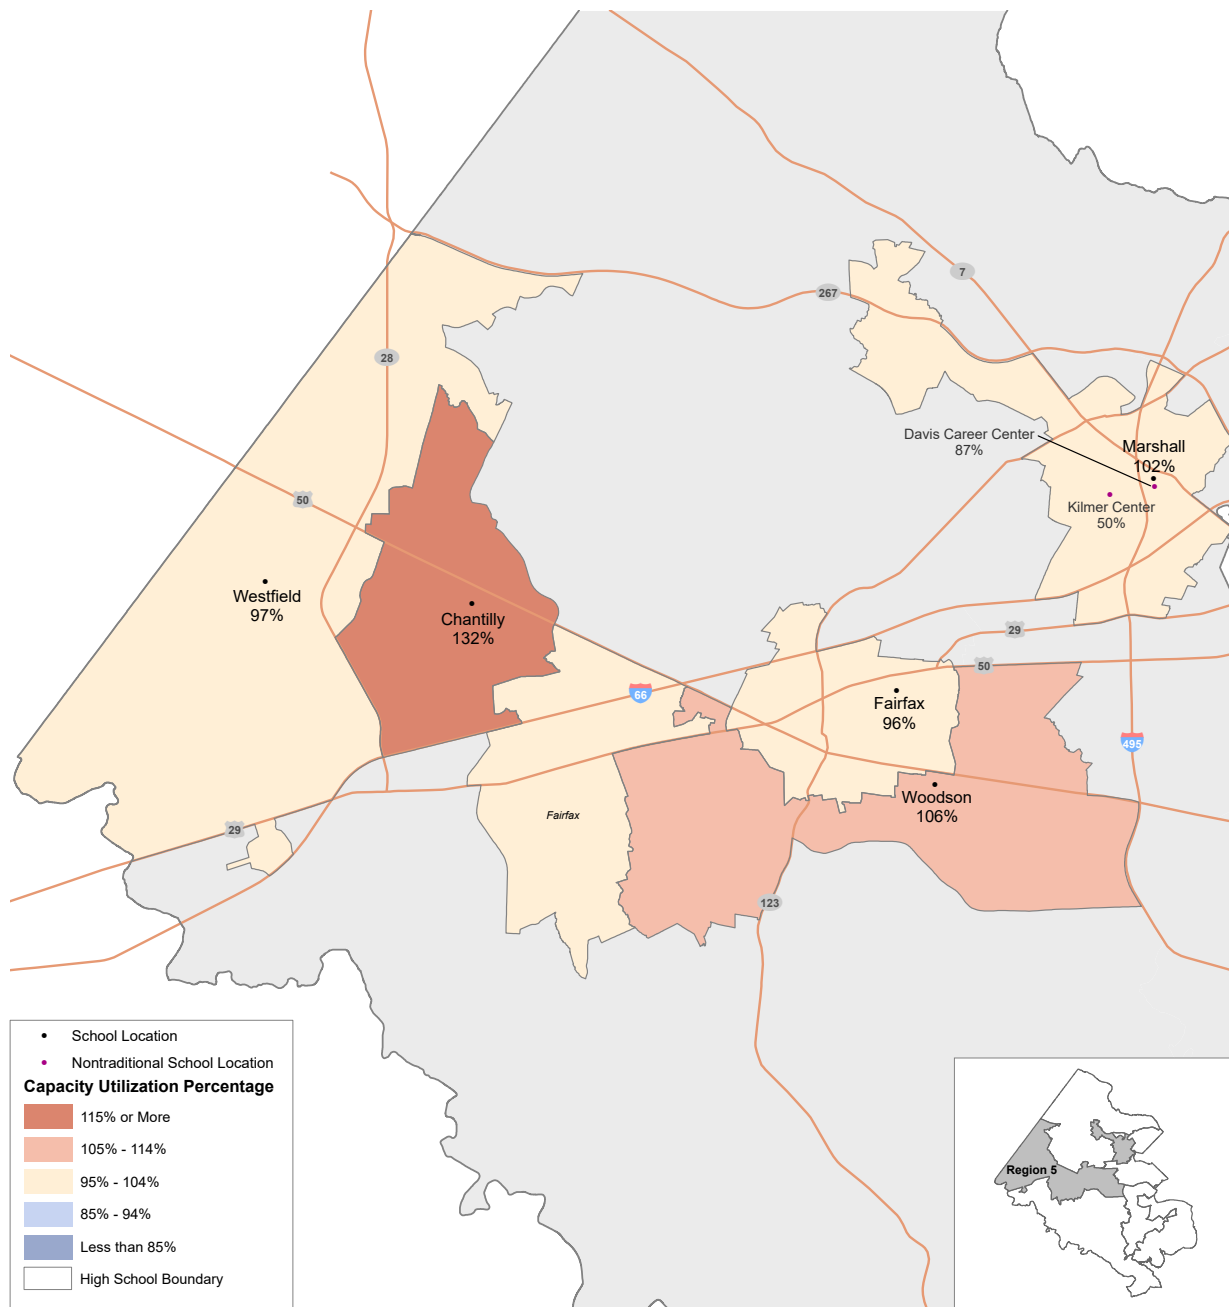 7
267
28
Davis Career Center
87%
Marshall
102%
50
Kilmer Center
50%
Westfield
97%
Chantilly
132%
29
50
66
Fairfax
96%
495
Woodson
106%
Fairfax
29
123
School Location
Nontraditional School Location
Capacity Utilization Percentage
115% or More
105% - 114%
95% - 104%
85% - 94%
Less than 85%
High School Boundary
Region 5